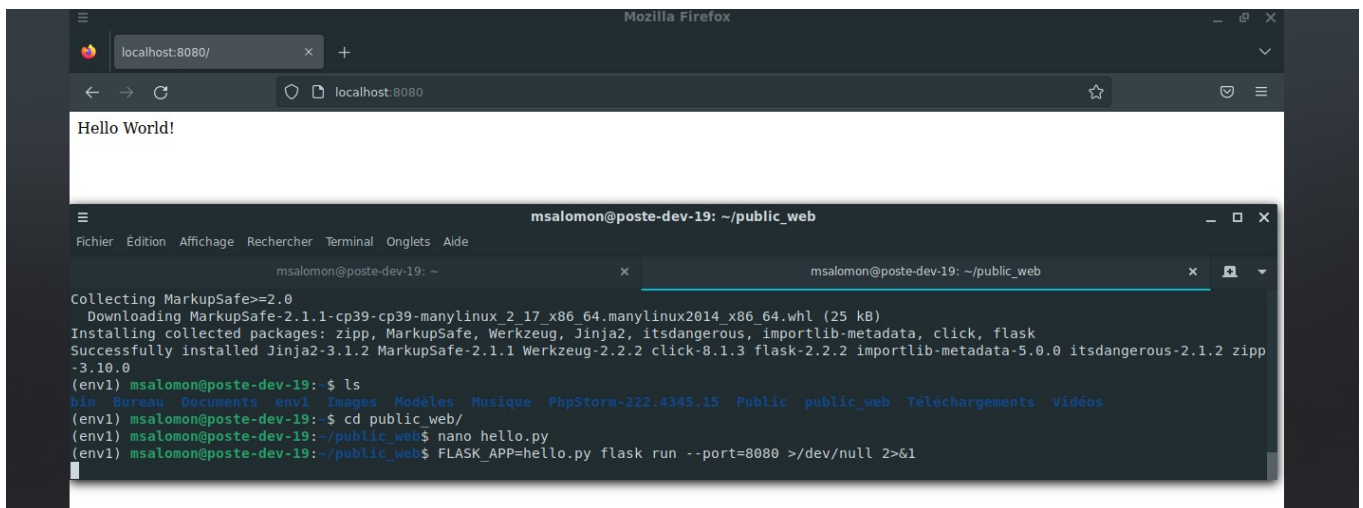 Mozilla Firefox
localhost:8080/
localhost:8080
Hello World!
msalomon@poste-dev-19: ~/public_web
Fichier Édition Affichage Rechercher Terminal Onglets Aide
msalomon@poste-dev-19: ~
msalomon@poste-dev-19: ~/public_web
Collecting MarkupSafe>=2.0
  Downloading MarkupSafe-2.1.1-cp39-cp39-manylinux_2_17_x86_64.manylinux2014_x86_64.whl (25 kB)
Installing collected packages: zipp, MarkupSafe, Werkzeug, Jinja2, itsdangerous, importlib-metadata, click, flask
Successfully installed Jinja2-3.1.2 MarkupSafe-2.1.1 Werkzeug-2.2.2 click-8.1.3 flask-2.2.2 importlib-metadata-5.0.0 itsdangerous-2.1.2 zipp
-3.10.0
(env1) msalomon@poste-dev-19:~$ ls
bin Bureau Documents env1 Images Modèles Musique PhpStorm-222.4345.15 Public public_web Téléchargements Vidéos
(env1) msalomon@poste-dev-19:~$ cd public_web/
(env1) msalomon@poste-dev-19:~/public_web$ nano hello.py
(env1) msalomon@poste-dev-19:~/public_web$ FLASK_APP=hello.py flask run --port=8080 >/dev/null 2>&1